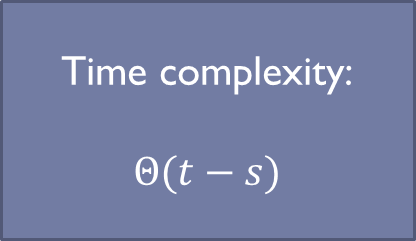 Time complexity:
Θ(𝑡 − 𝑠)